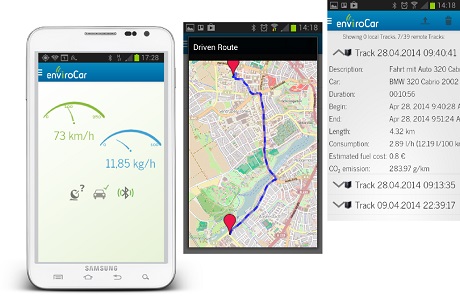 17:28
enviroCar
73 km/h
11,85 kg/h
?
SAMSUNG
14:18
Driven Route
14:18
enviroCar
Showing 0 local Tracks, 7/39 remote Tracks
Track 28.04.2014 09:40:41
Description: Fahrt mit Auto 320
Car: BMW 320 Cabrio 2002
Duration: 00:10:56
Begin: Apr 28, 2014 9:40:28
End: Apr 28, 2014 9:51:24
Length: 4.32 km
Consumption: 2.89 l/h (12.19 l/100 k
Estimated fuel cost: 0.8 €
CO2 emission: 283.97 g/km
Track 28.04.2014 09:13:35
Track 09.04.2014 22:39:17